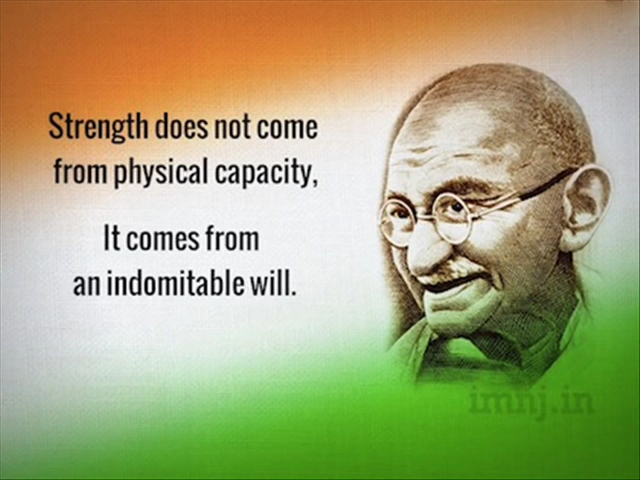 Strength does not come
from physical capacity,
It comes from
an indomitable will.
imnj.in